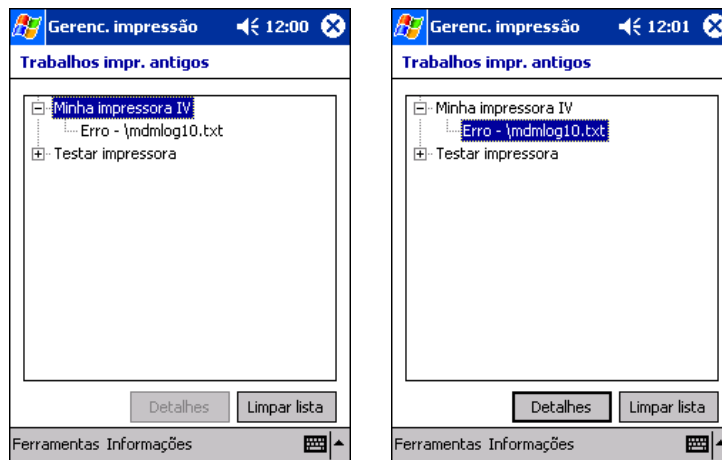 Gerenc. impressão 12:00
Trabalhos impr. antigos
Minha impressora IV
Erro - \mdmlog10.txt
Testar impressora
Detalhes Limpar lista
Ferramentas Informações
Gerenc. impressão 12:01
Trabalhos impr. antigos
Minha impressora IV
Erro - \mdmlog10.txt
Testar impressora
Detalhes Limpar lista
Ferramentas Informações